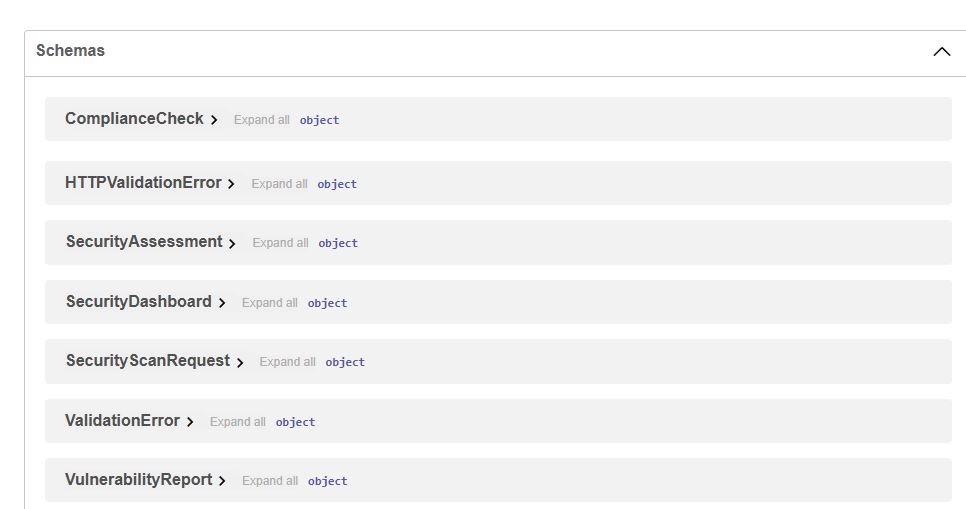 Schemas
ComplianceCheck Expand all object
HTTPValidationError Expand all object
SecurityAssessment Expand all object
SecurityDashboard Expand all object
SecurityScanRequest Expand all object
ValidationError Expand all object
VulnerabilityReport Expand all object